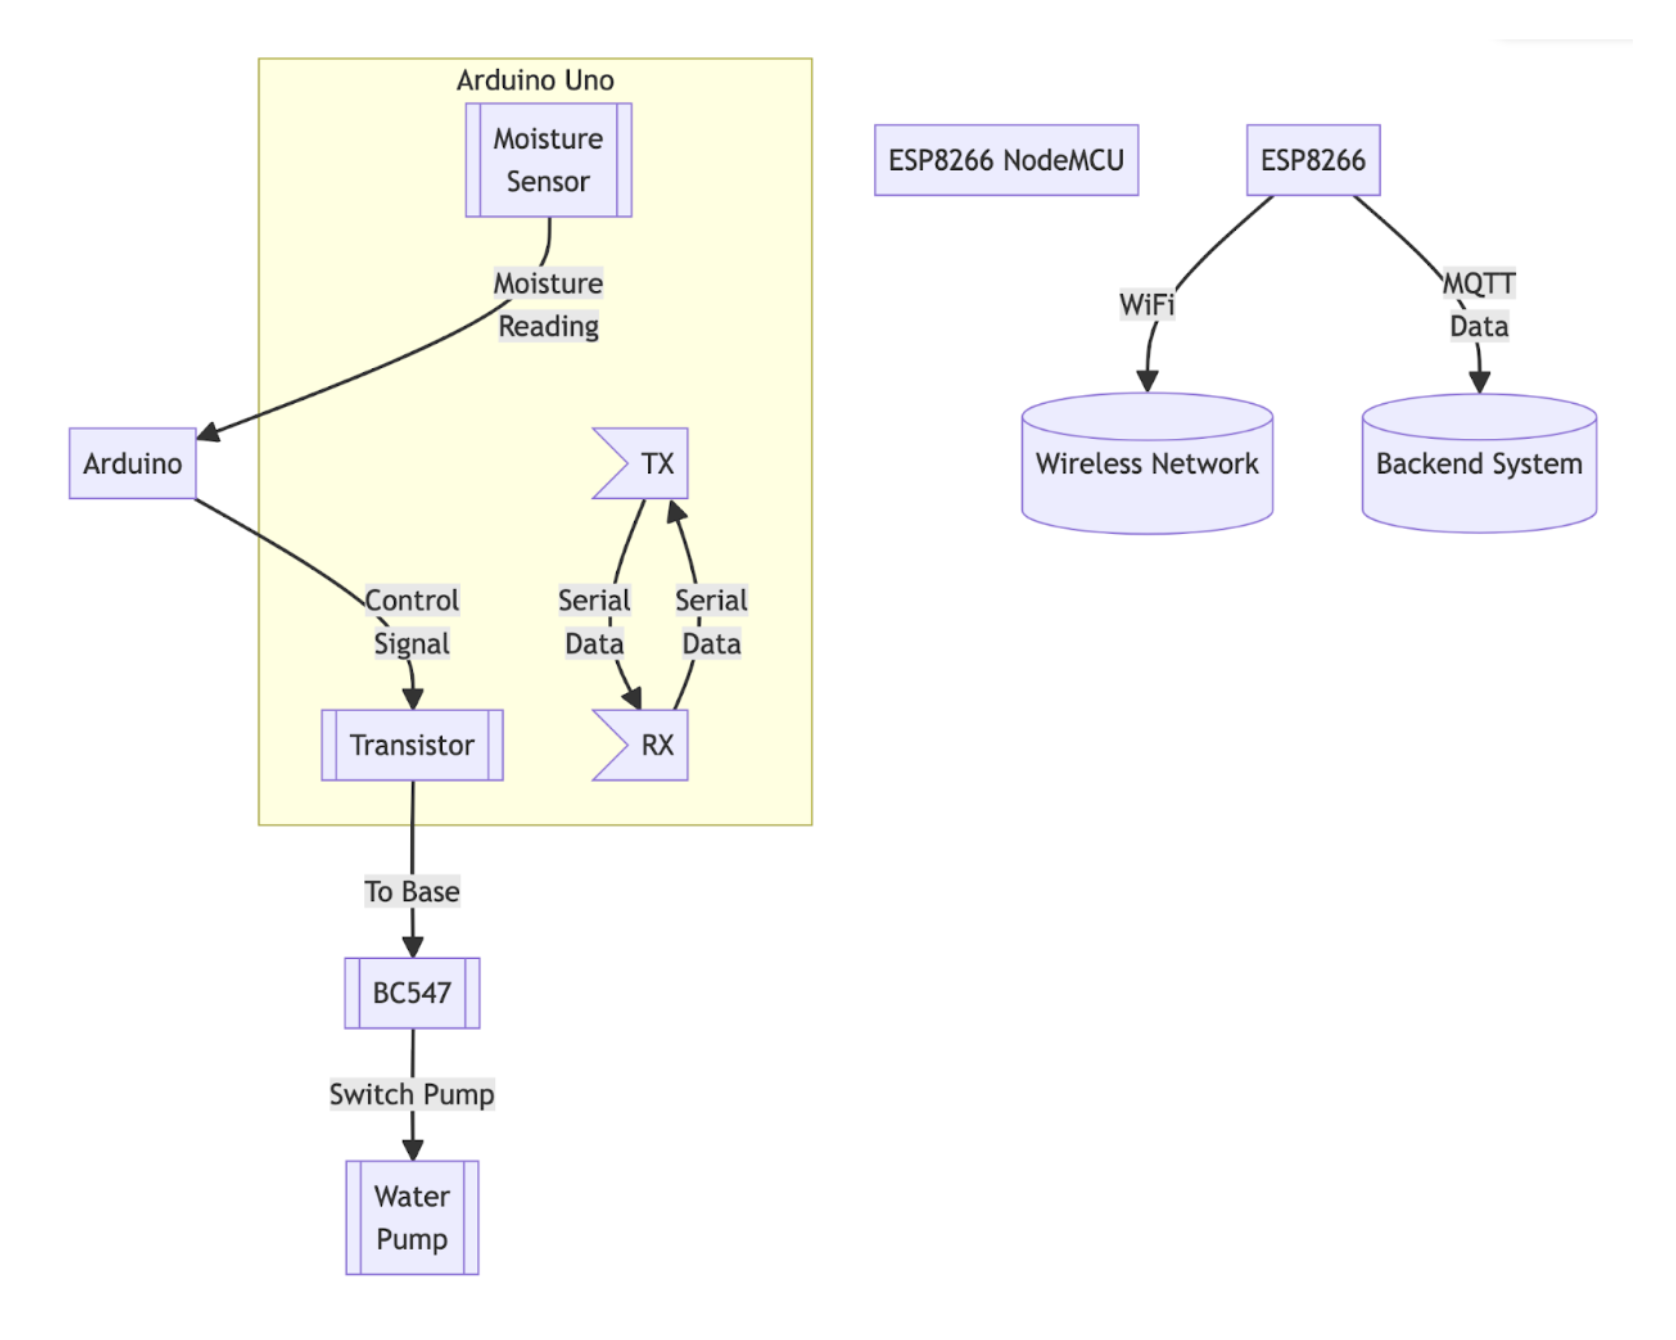 Arduino Uno
Moisture
Sensor
ESP8266 NodeMCU
ESP8266
Moisture
Reading
WiFi
MQTT
Data
Arduino
TX
Wireless Network
Backend System
Control
Signal
Serial
Data
Serial
Data
Transistor
RX
To Base
BC547
Switch Pump
Water
Pump